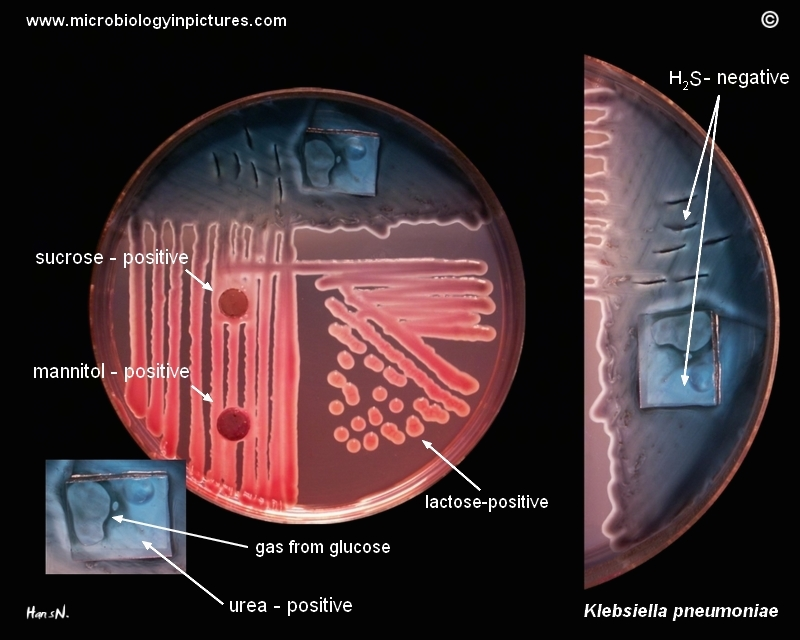 www.microbiologyinpictures.com
©
H₂S- negative
sucrose - positive
mannitol - positive
lactose-positive
gas from glucose
urea - positive
HansN.
Klebsiella pneumoniae